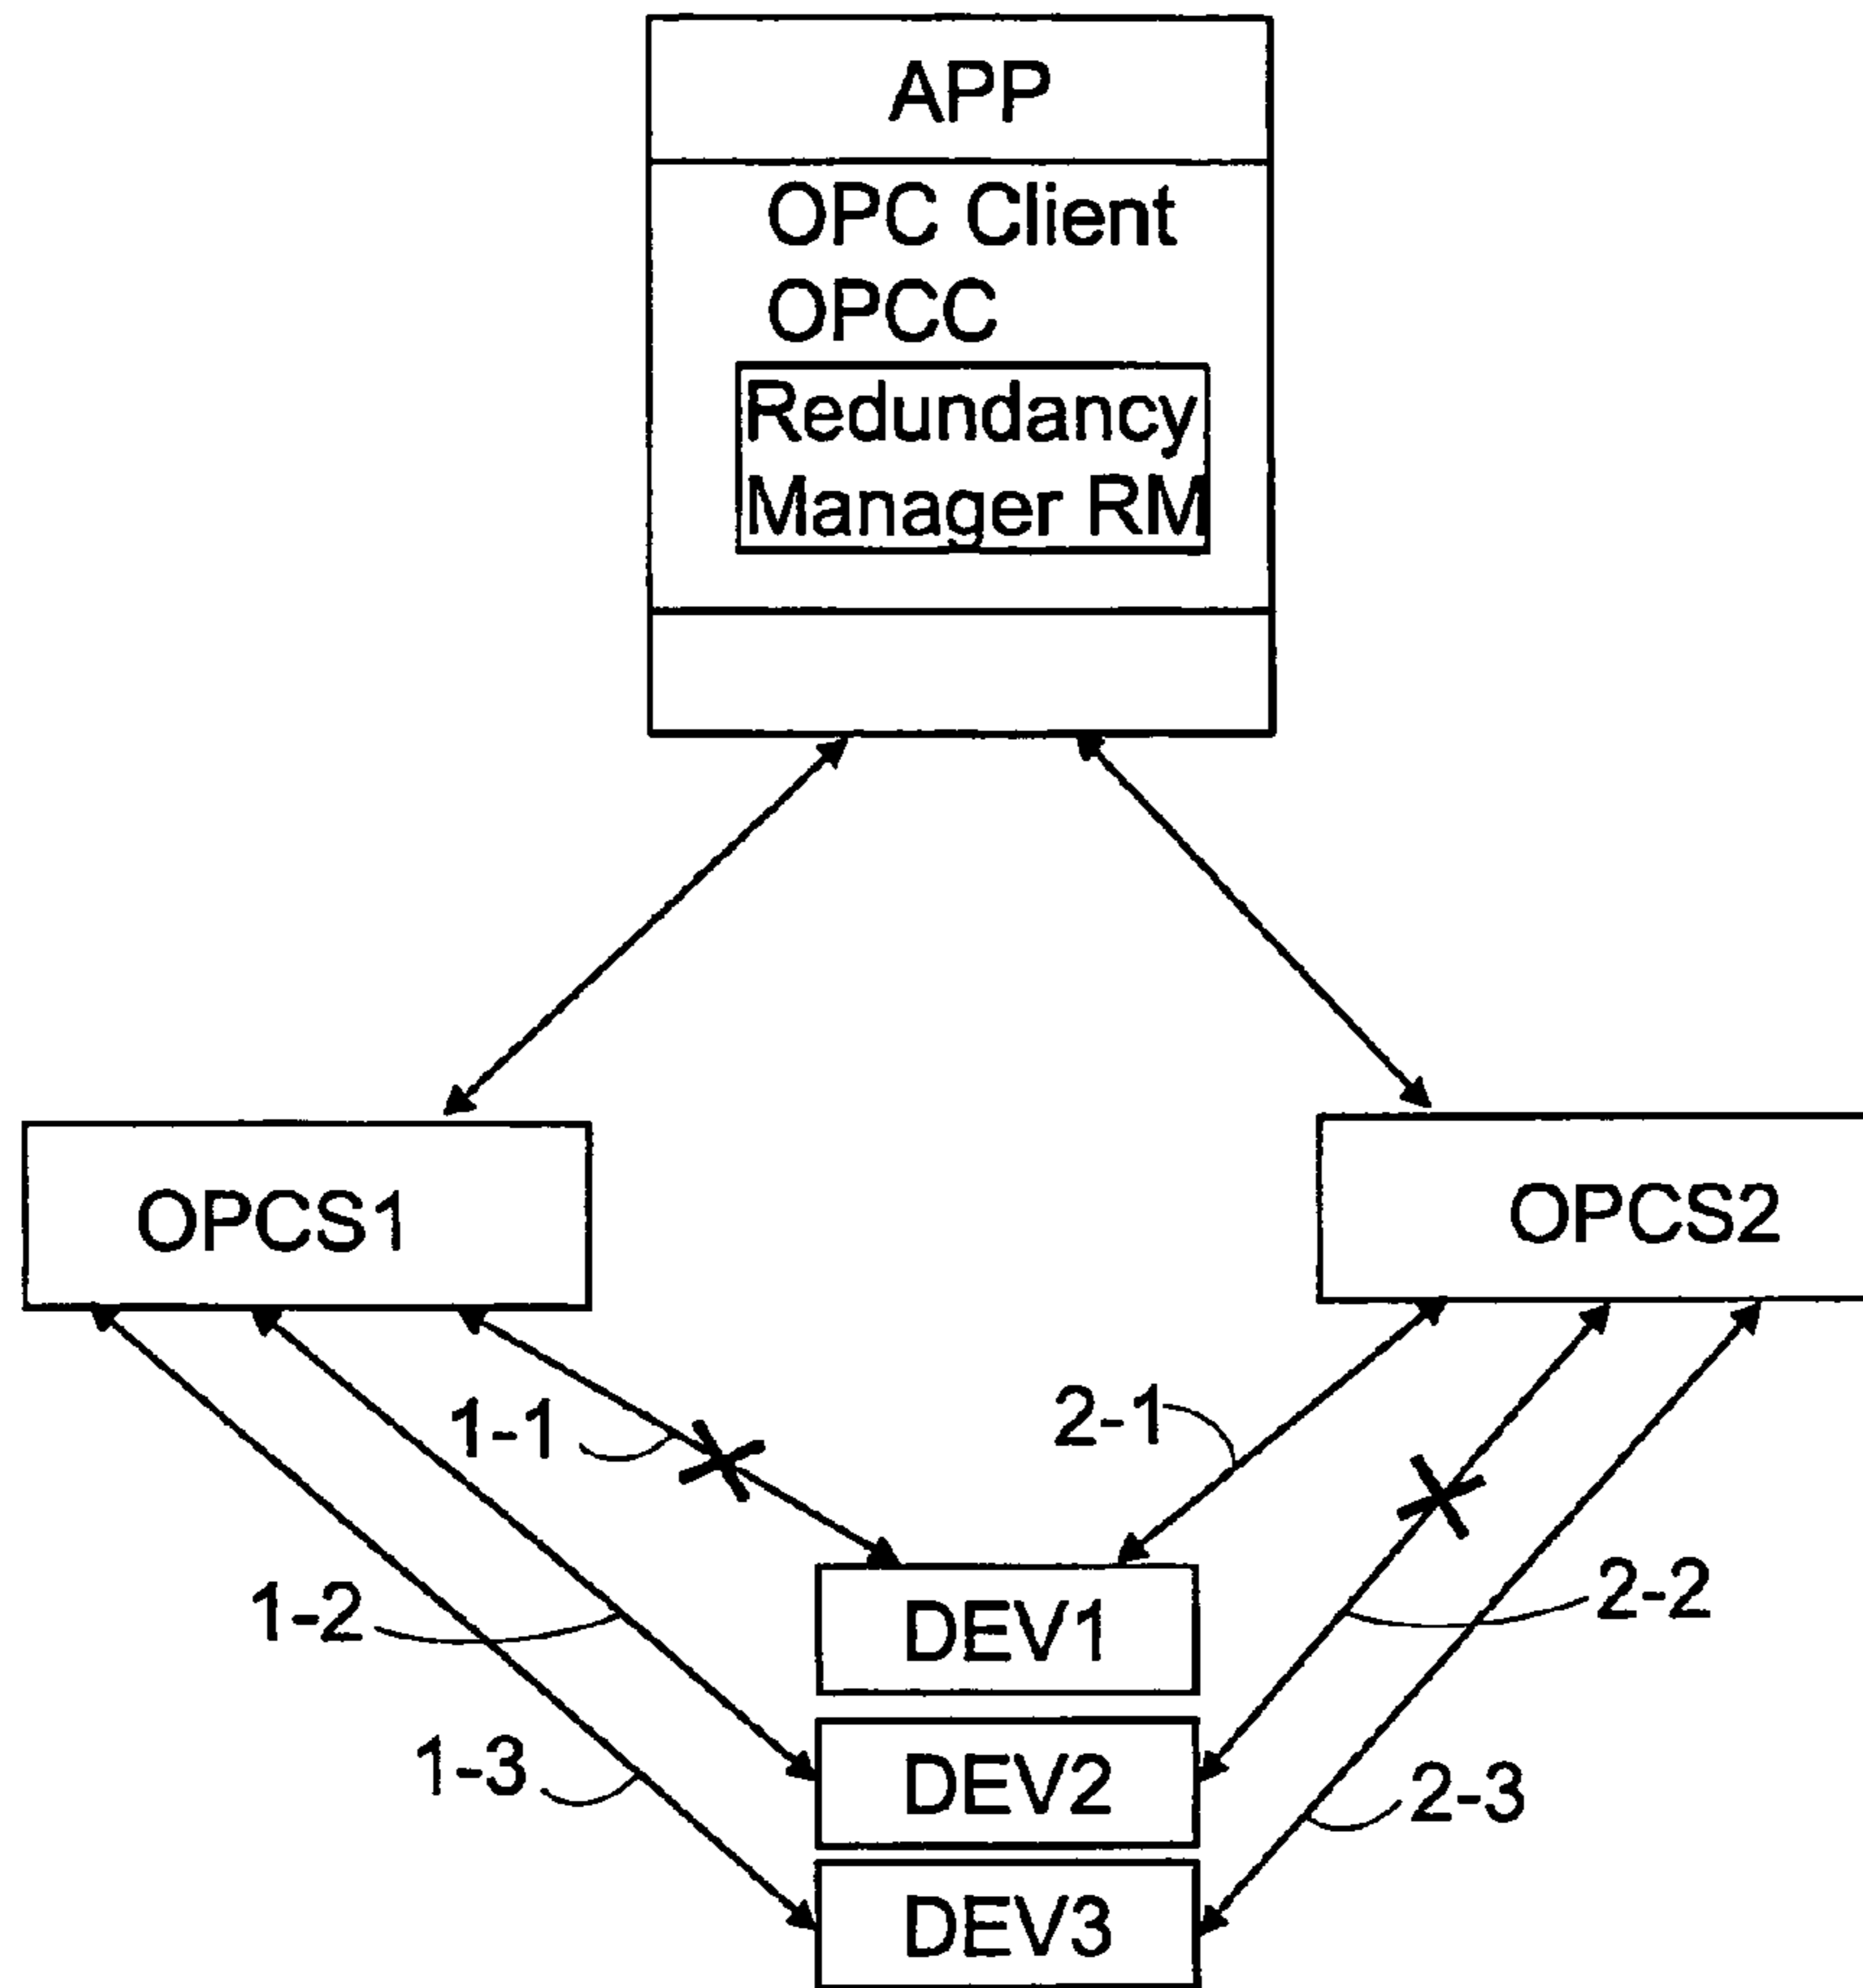 APP
OPC Client
OPCC
Redundancy
Manager RM
OPCS1
OPCS2
1-1
2-1
1-2
2-2
DEV1
1-3
DEV2
2-3
DEV3